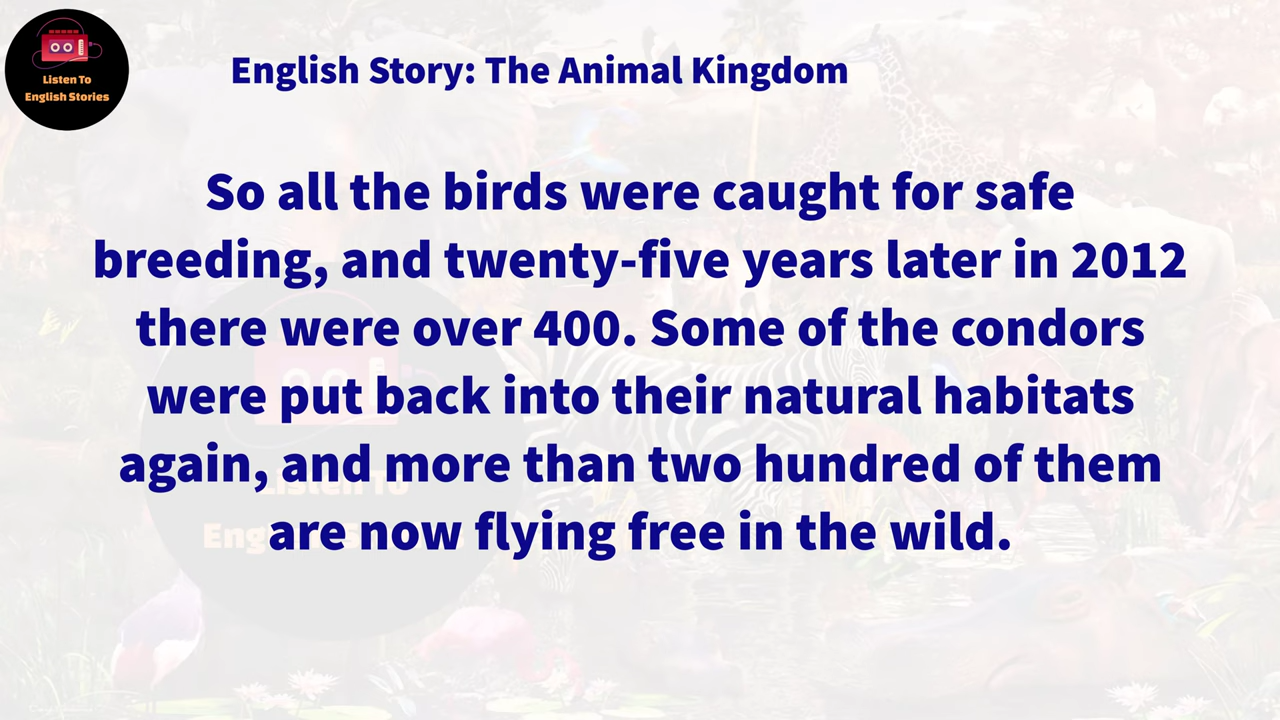 Listen To
English Stories
English Story: The Animal Kingdom
So all the birds were caught for safe
breeding, and twenty-five years later in 2012
there were over 400. Some of the condors
were put back into their natural habitats
again, and more than two hundred of them
are now flying free in the wild.